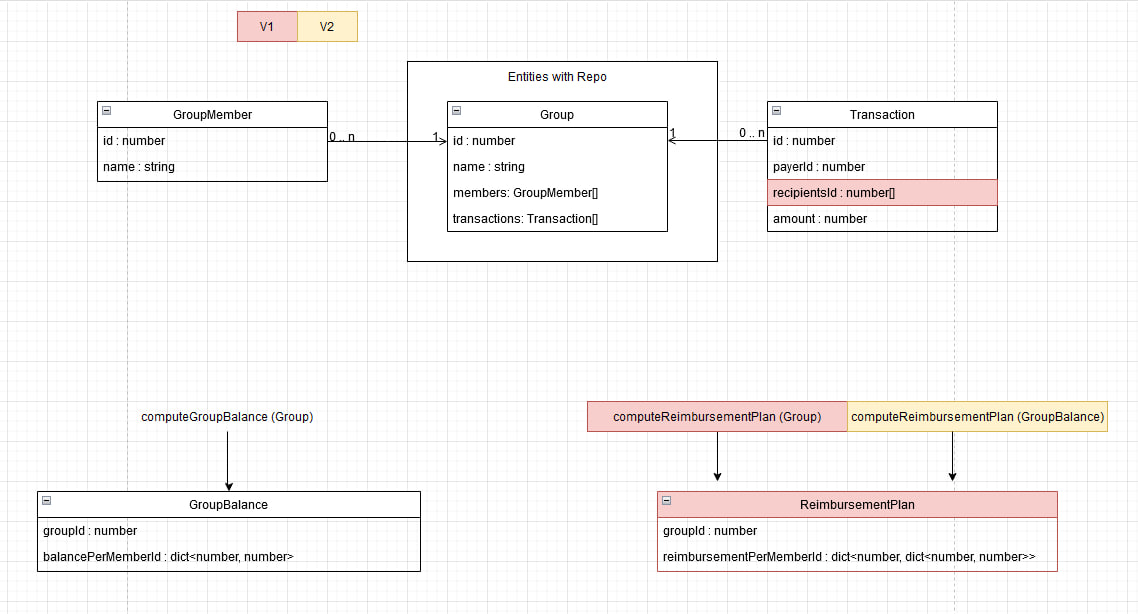 V1
V2
Entities with Repo
GroupMember
id : number
name : string
0 .. n
1
Group
id : number
name : string
members: GroupMember[]
transactions: Transaction[]
1
0 .. n
Transaction
id : number
payerId : number
recipientsId : number[]
amount : number
computeGroupBalance (Group)
computeReimbursementPlan (Group)
computeReimbursementPlan (GroupBalance)
GroupBalance
groupId : number
balancePerMemberId : dict<number, number>
ReimbursementPlan
groupId : number
reimbursementPerMemberId : dict<number, dict<number, number>>